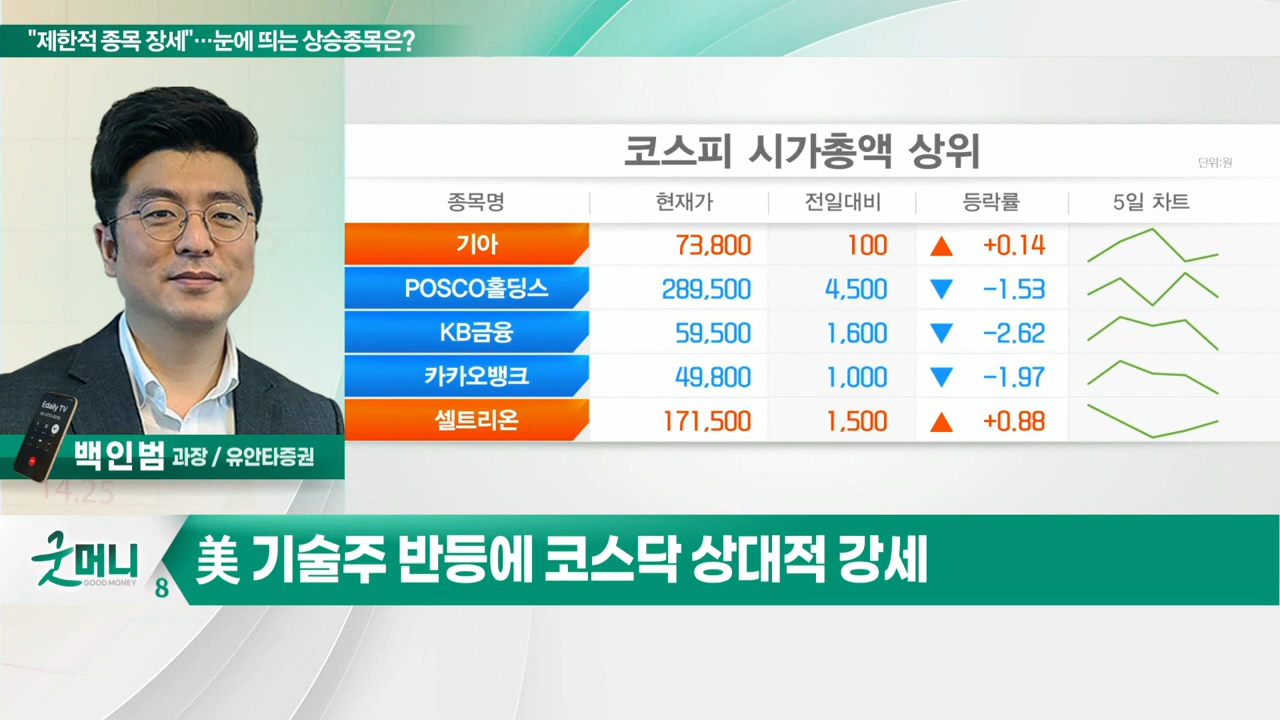 "제한적 종목 장세"…눈에 띄는 상승종목은?
코스피 시가총액 상위
단위:원
종목명 현재가 전일대비 등락률 5일 차트
기아 73,800 100 ▲ +0.14
POSCO홀딩스 289,500 4,500 ▼ -1.53
KB금융 59,500 1,600 ▼ -2.62
카카오뱅크 49,800 1,000 ▼ -1.97
셀트리온 171,500 1,500 ▲ +0.88
Edaily TV
백인범 과장 / 유안타증권
14.25
굿머니
GOOD MONEY
8
美 기술주 반등에 코스닥 상대적 강세